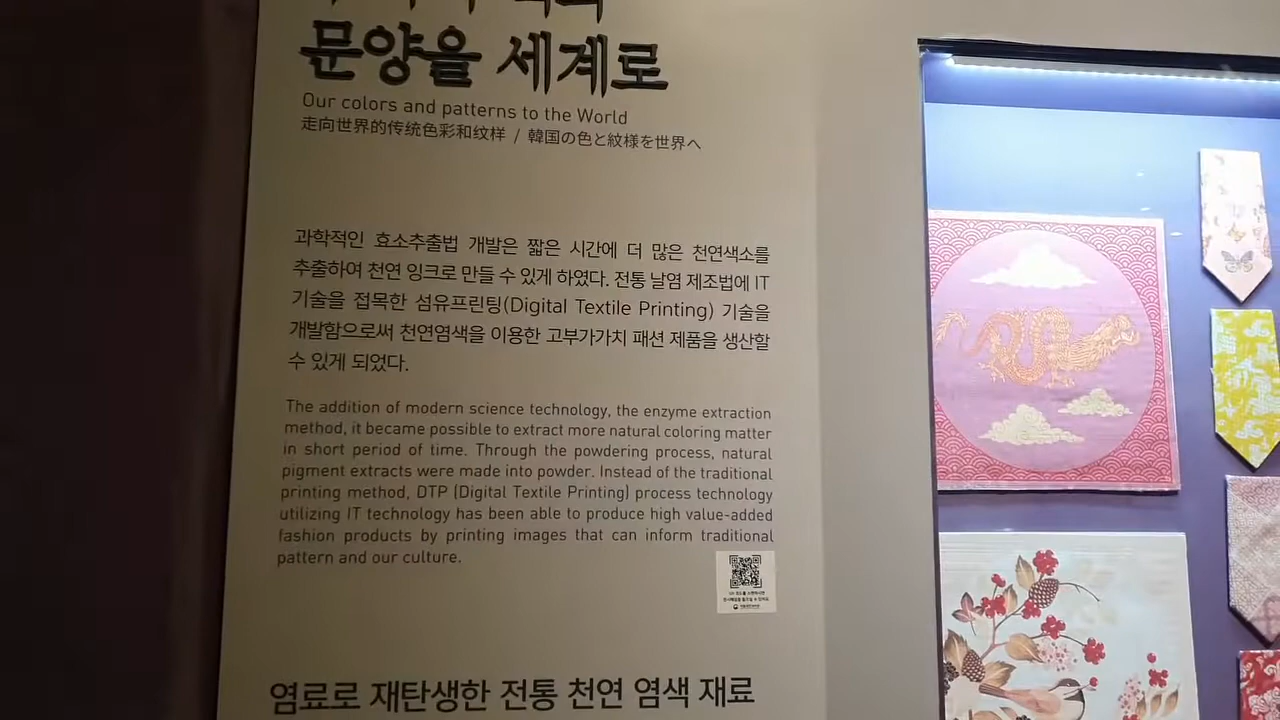 문양을 세계로
Our colors and patterns to the World
走向世界的传统色彩和纹样 / 韓国の色と紋様を世界へ
과학적인 효소추출법 개발은 짧은 시간에 더 많은 천연색소를
추출하여 천연 잉크로 만들 수 있게 하였다. 전통 날염 제조법에 IT
기술을 접목한 섬유프린팅(Digital Textile Printing) 기술을
개발함으로써 천연염색을 이용한 고부가가치 패션 제품을 생산할
수 있게 되었다.
The addition of modern science technology, the enzyme extraction
method, it became possible to extract more natural coloring matter
in short period of time. Through the powdering process, natural
pigment extracts were made into powder. Instead of the traditional
printing method, DTP (Digital Textile Printing) process technology
utilizing IT technology has been able to produce high value-added
fashion products by printing images that can inform traditional
pattern and our culture.
염료로 재탄생한 전통 천연 염색 재료